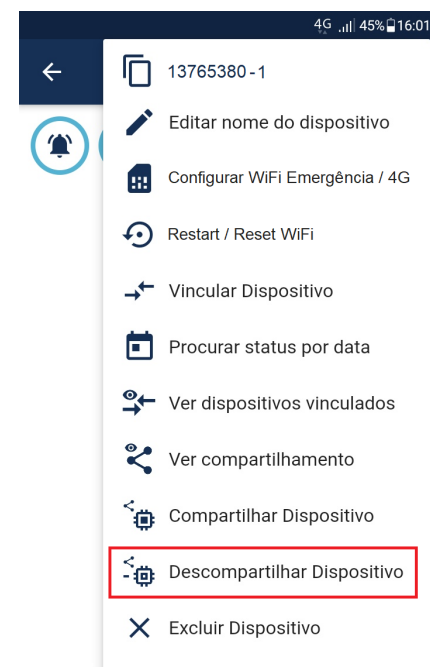 4G 45% 16:01
13765380-1
Editar nome do dispositivo
Configurar WiFi Emergência / 4G
Restart / Reset WiFi
Vincular Dispositivo
Procurar status por data
Ver dispositivos vinculados
Ver compartilhamento
Compartilhar Dispositivo
Descompartilhar Dispositivo
Excluir Dispositivo